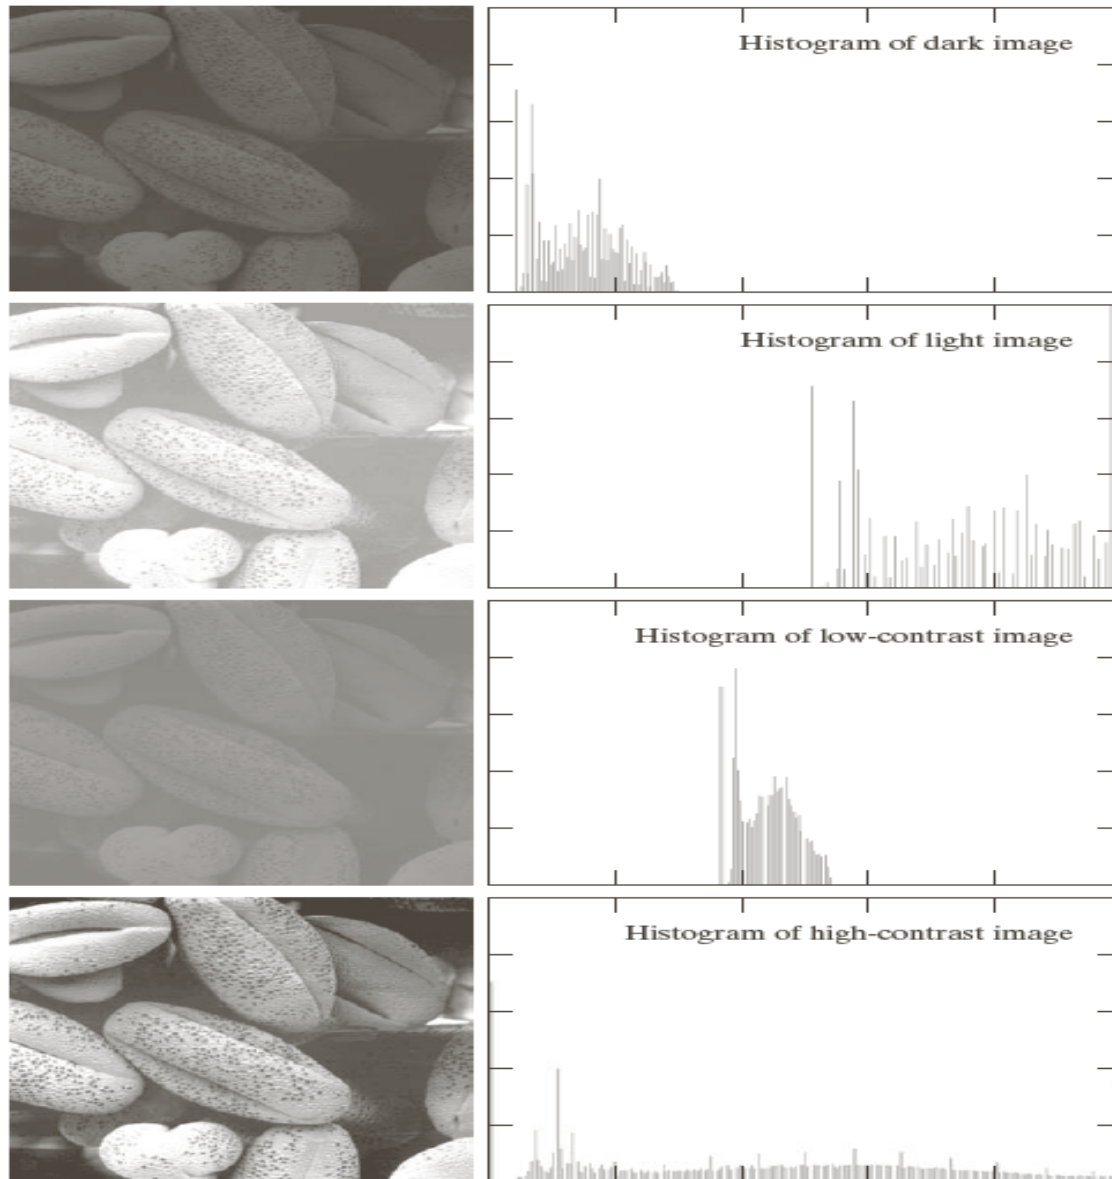 Histogram of dark image
Histogram of light image
Histogram of low-contrast image
Histogram of high-contrast image